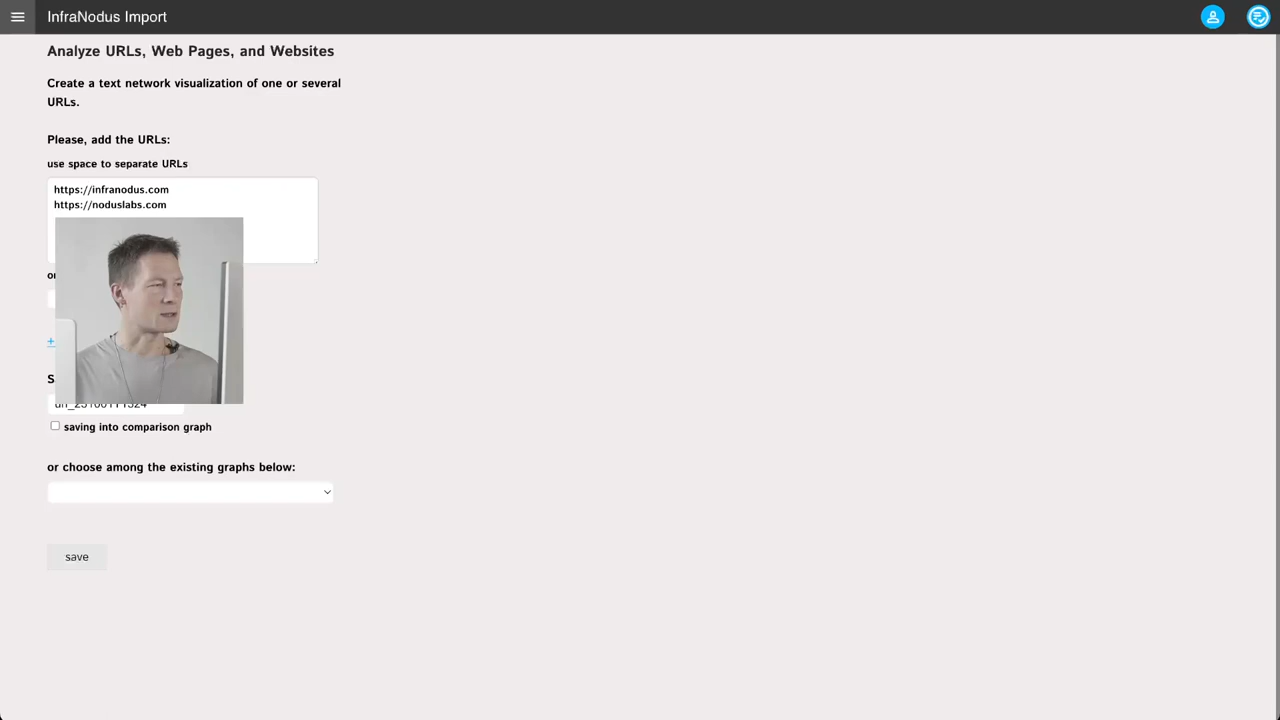 InfraNodus Import
Analyze URLs, Web Pages, and Websites
Create a text network visualization of one or several
URLs.
Please, add the URLs:
use space to separate URLs
https://infranodus.com
https://noduslabs.com
+
saving into comparison graph
or choose among the existing graphs below:
save